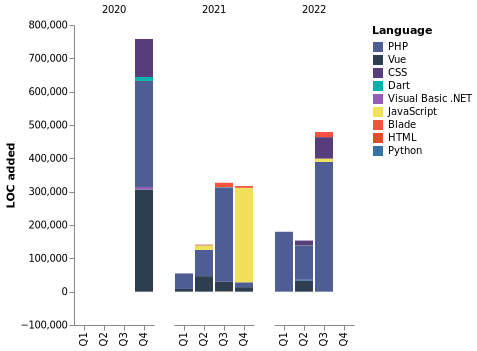 2020 2021 2022
Language
PHP
Vue
CSS
Dart
Visual Basic .NET
JavaScript
Blade
HTML
Python
LOC added
800,000
700,000
600,000
500,000
400,000
300,000
200,000
100,000
0
−100,000
Q1 Q2 Q3 Q4 Q1 Q2 Q3 Q4 Q1 Q2 Q3 Q4